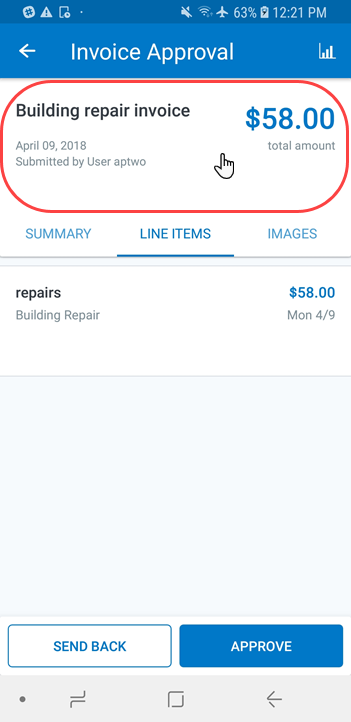 63% 12:21 PM
Invoice Approval
Building repair invoice
$58.00
April 09, 2018
total amount
Submitted by User aptwo
SUMMARY LINE ITEMS IMAGES
repairs $58.00
Building Repair Mon 4/9
SEND BACK APPROVE